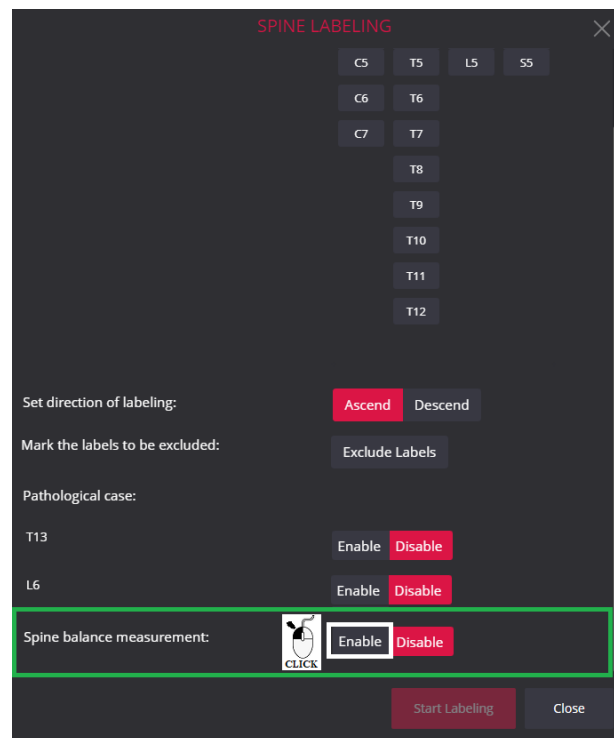 SPINE LABELING
C5 T5 L5 S5
C6 T6
C7 T7
T8
T9
T10
T11
T12
Set direction of labeling: Ascend Descend
Mark the labels to be excluded: Exclude Labels
Pathological case:
T13 Enable Disable
L6 Enable Disable
Spine balance measurement: CLICK Enable Disable
Start Labeling Close